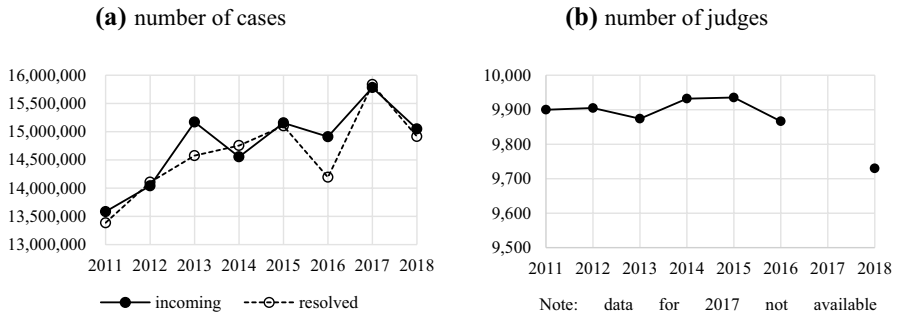 (a) number of cases
16,000,000
15,500,000
15,000,000
14,500,000
14,000,000
13,500,000
13,000,000
2011 2012 2013 2014 2015 2016 2017 2018
incoming resolved
(b) number of judges
10,000
9,900
9,800
9,700
9,600
9,500
2011 2012 2013 2014 2015 2016 2017 2018
Note: data for 2017 not available